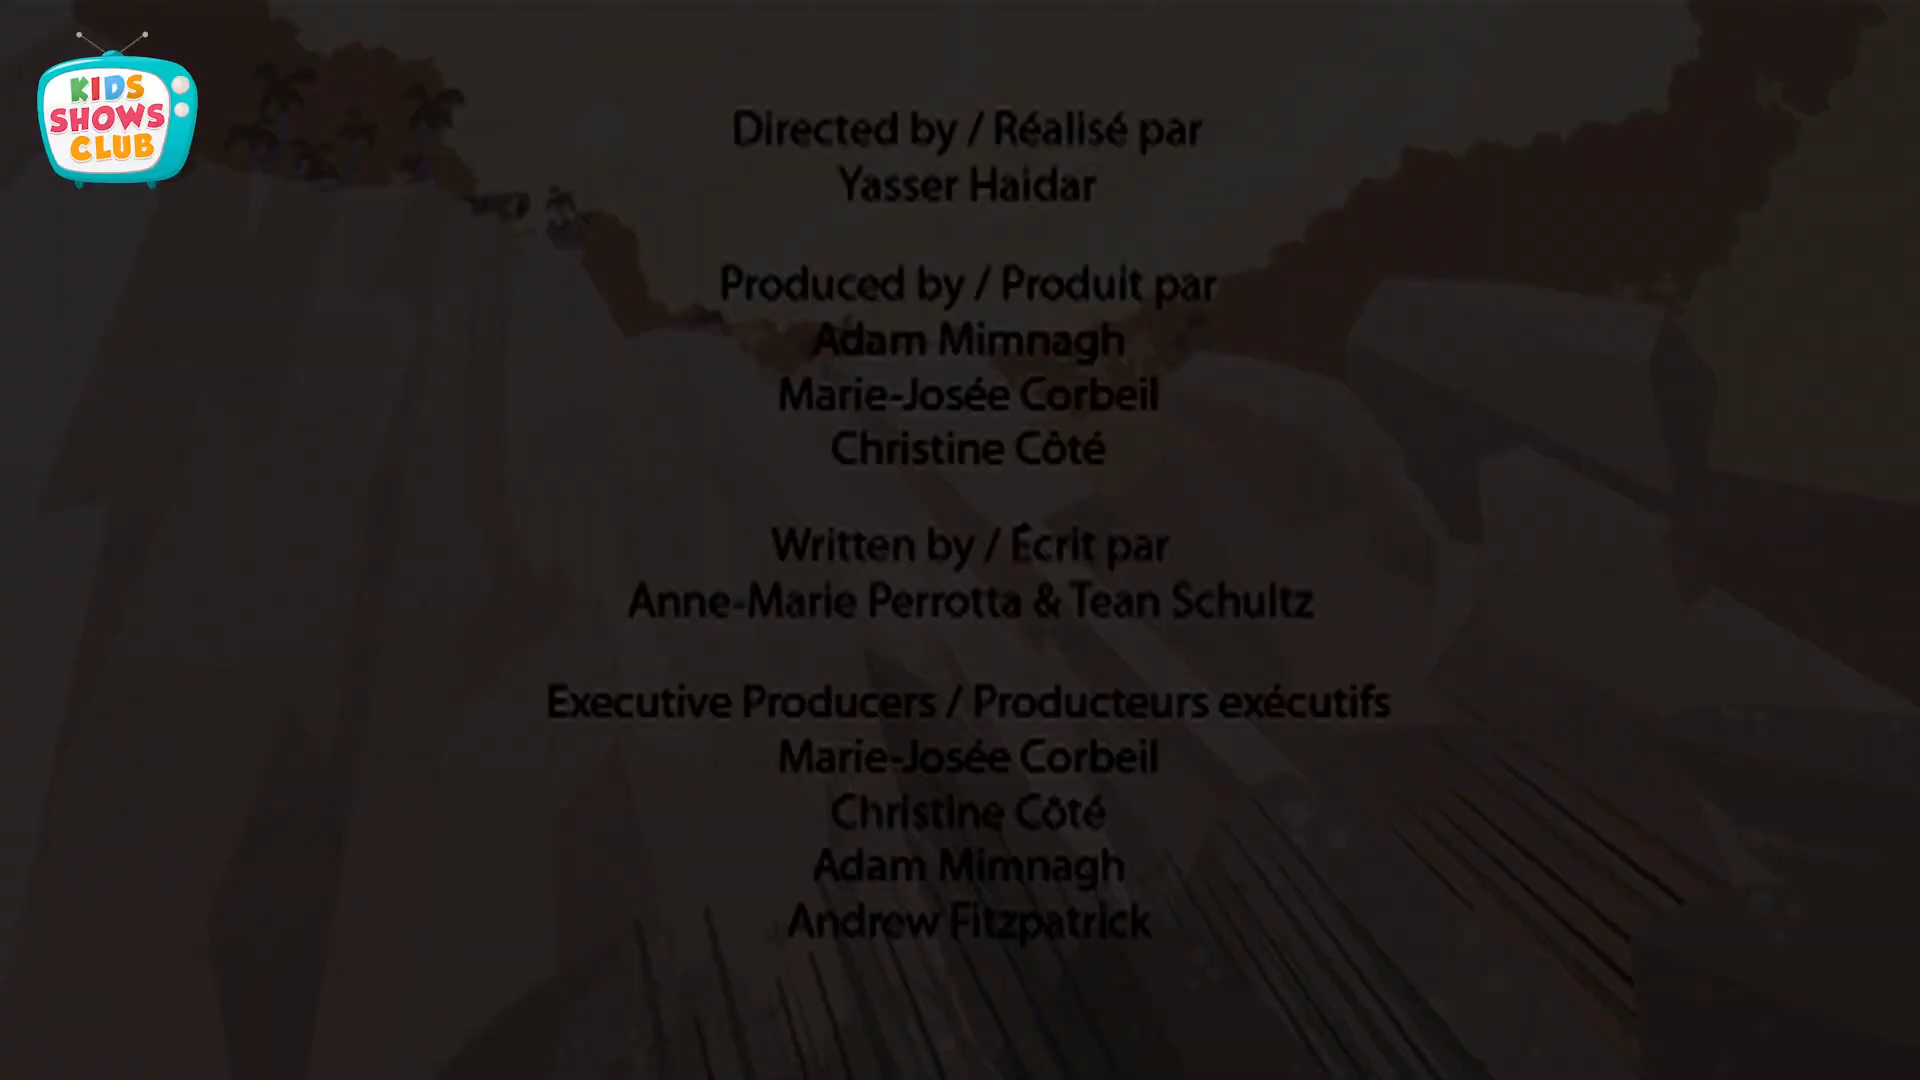 KIDS
SHOWS
CLUB
Directed by / Réalisé par
Yasser Haidar
Produced by / Produit par
Adam Mimnagh
Marie-Josée Corbeil
Christine Côté
Written by / Écrit par
Anne-Marie Perrotta & Tean Schultz
Executive Producers / Producteurs exécutifs
Marie-Josée Corbeil
Christine Côté
Adam Mimnagh
Andrew Fitzpatrick